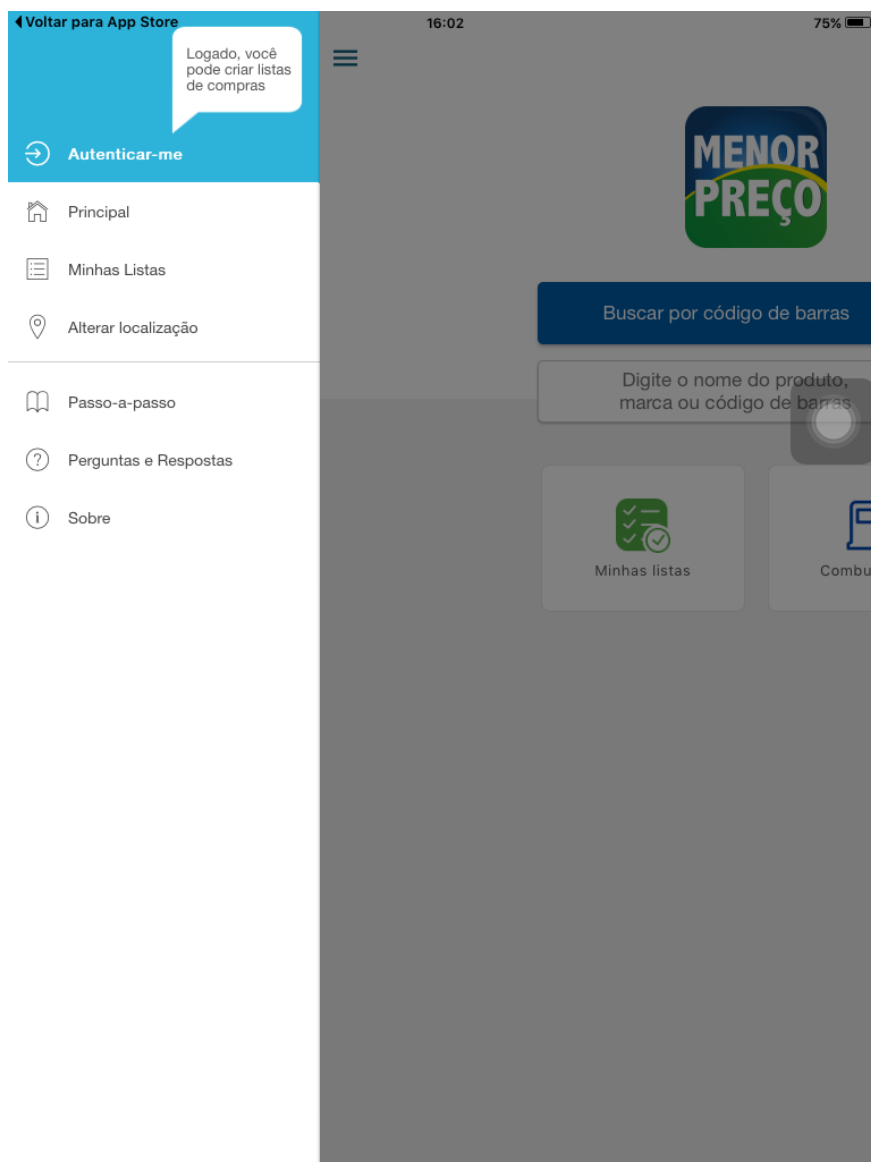 Voltar para App Store
16:02
75%
Logado, você
pode criar listas
de compras
Autenticar-me
Principal
Minhas Listas
Alterar localização
Passo-a-passo
Perguntas e Respostas
Sobre
MENOR
PREÇO
Buscar por código de barras
Digite o nome do produto,
marca ou código de barras
Minhas listas
Combu